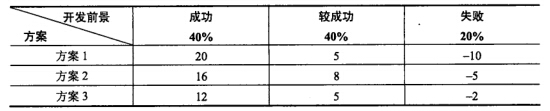 开发前景 成功 较成功 失败
方案 40% 40% 20%
方案 1 20 5 –10
方案 2 16 8 –5
方案 3 12 5 –2